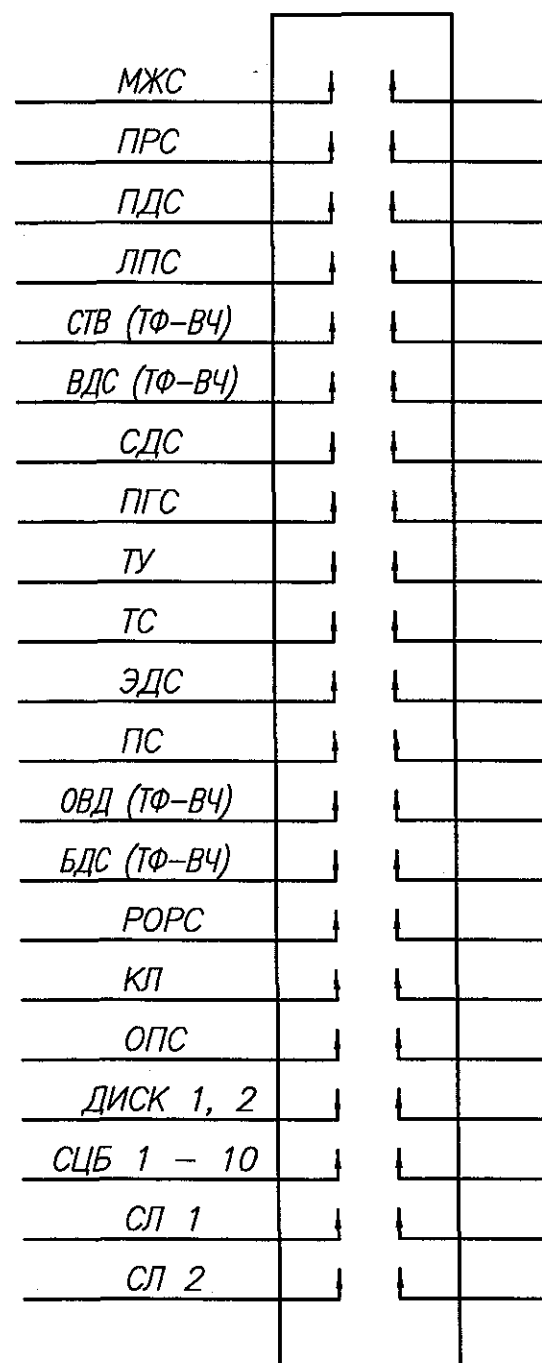 МЖС
ПРС
ПДС
ЛПС
СТВ (ТФ-ВЧ)
ВДС (ТФ-ВЧ)
СДС
ПГС
ТУ
ТС
ЭДС
ПС
ОВД (ТФ-ВЧ)
БДС (ТФ-ВЧ)
РОРС
КЛ
ОПС
ДИСК 1, 2
СЦБ 1 - 10
СЛ 1
СЛ 2